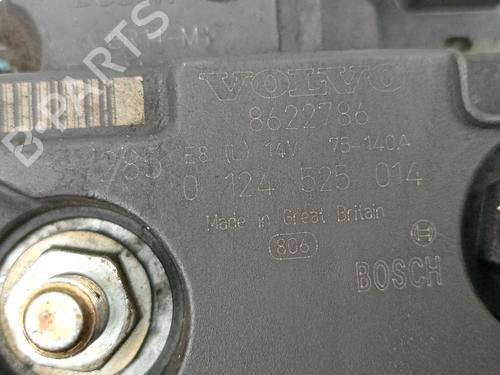 B-PARTS
VOLVO
8622786
E8 (L) 14V 75-140A
0 124 525 014
Made in Great Britain
806
BOSCH